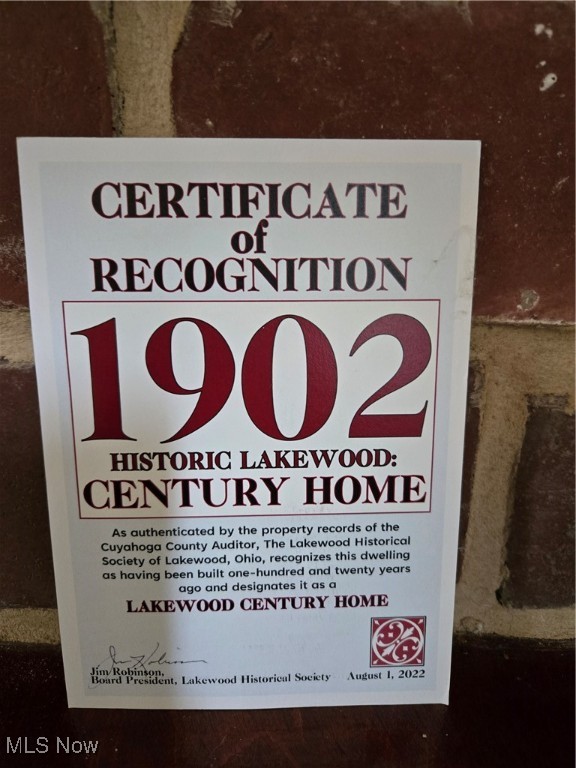 CERTIFICATE
of
RECOGNITION
1902
HISTORIC LAKEWOOD:
CENTURY HOME
As authenticated by the property records of the
Cuyahoga County Auditor, The Lakewood Historical
Society of Lakewood, Ohio, recognizes this dwelling
as having been built one-hundred and twenty years
ago and designates it as a
LAKEWOOD CENTURY HOME
Jim Robinson
Jim Robinson,
Board President, Lakewood Historical Society August 1, 2022
MLS Now